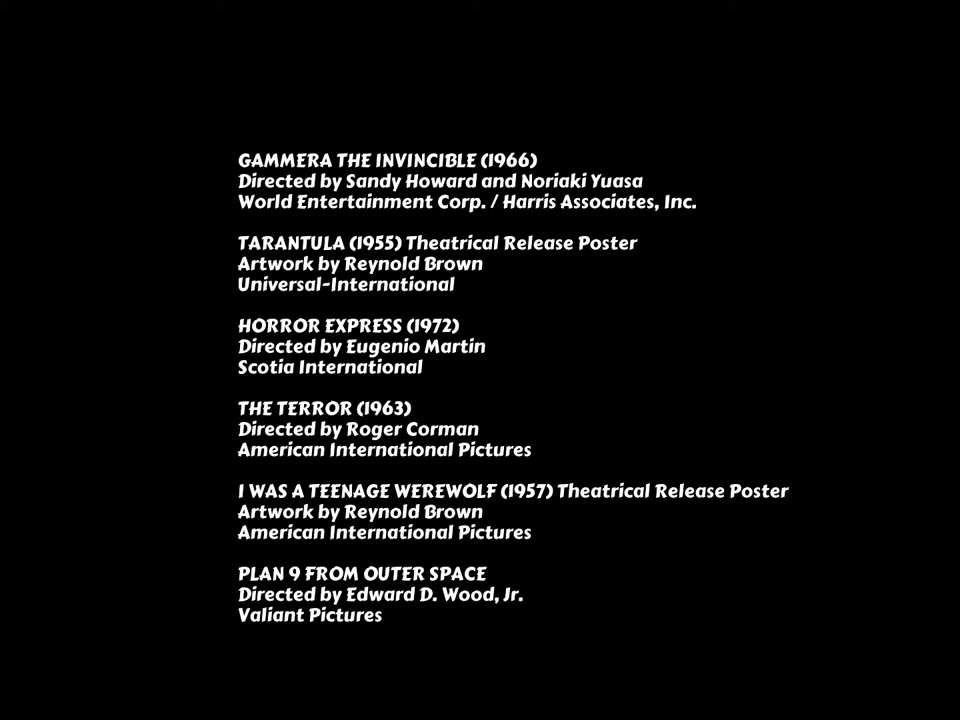 GAMMERA THE INVINCIBLE (1966)
Directed by Sandy Howard and Noriaki Yuasa
World Entertainment Corp. / Harris Associates, Inc.
TARANTULA (1955) Theatrical Release Poster
Artwork by Reynold Brown
Universal-International
HORROR EXPRESS (1972)
Directed by Eugenio Martin
Scotia International
THE TERROR (1963)
Directed by Roger Corman
American International Pictures
I WAS A TEENAGE WEREWOLF (1957) Theatrical Release Poster
Artwork by Reynold Brown
American International Pictures
PLAN 9 FROM OUTER SPACE
Directed by Edward D. Wood, Jr.
Valiant Pictures